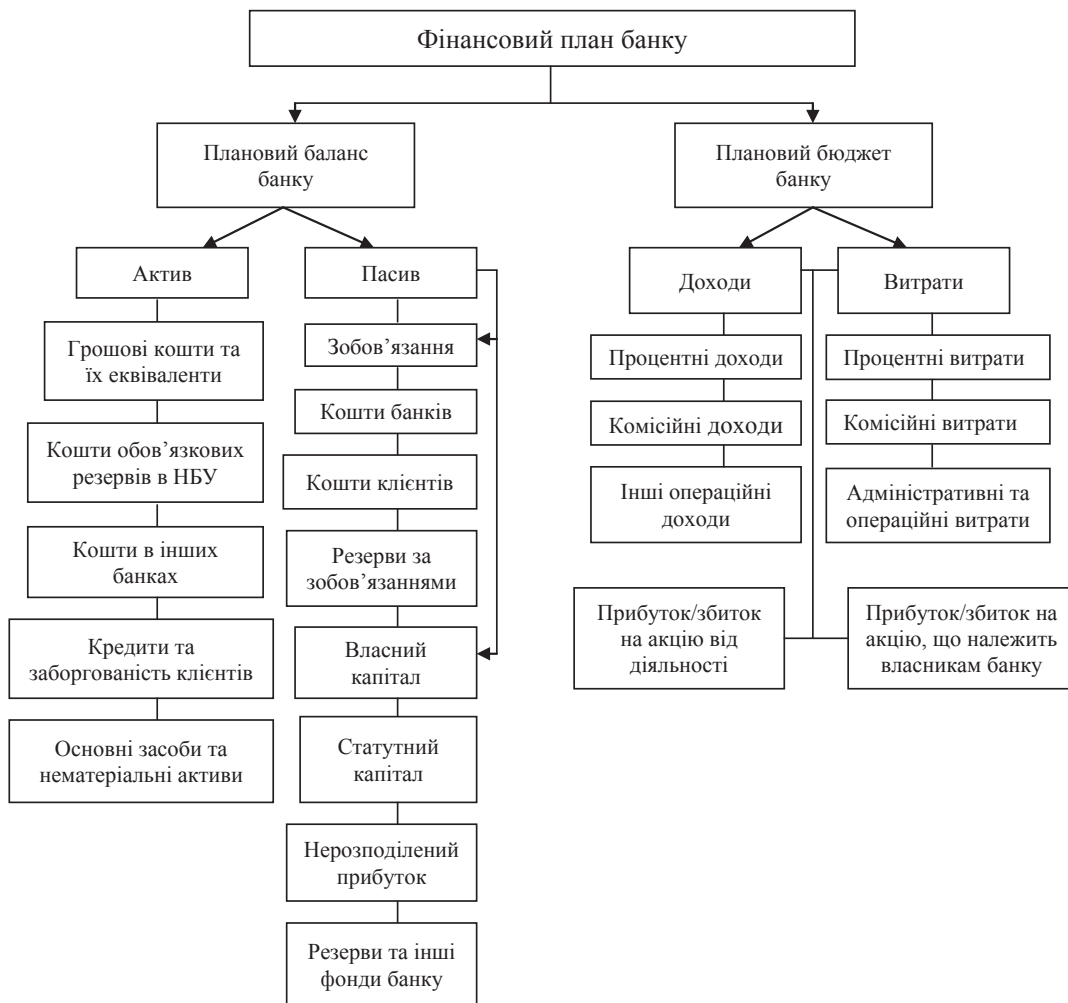 Фінансовий план банку
Плановий баланс
банку
Плановий бюджет
банку
Актив
Пасив
Доходи
Витрати
Грошові кошти та
їх еквіваленти
Кошти обов’язкових
резервів в НБУ
Кошти в інших
банках
Кредити та
заборгованість клієнтів
Основні засоби та
нематеріальні активи
Зобов’язання
Кошти банків
Кошти клієнтів
Резерви за
зобов’язаннями
Власний
капітал
Статутний
капітал
Нерозподілений
прибуток
Резерви та інші
фонди банку
Процентні доходи
Комісійні доходи
Інші операційні
доходи
Процентні витрати
Комісійні витрати
Адміністративні та
операційні витрати
Прибуток/збиток
на акцію від
діяльності
Прибуток/збиток на
акцію, що належить
власникам банку